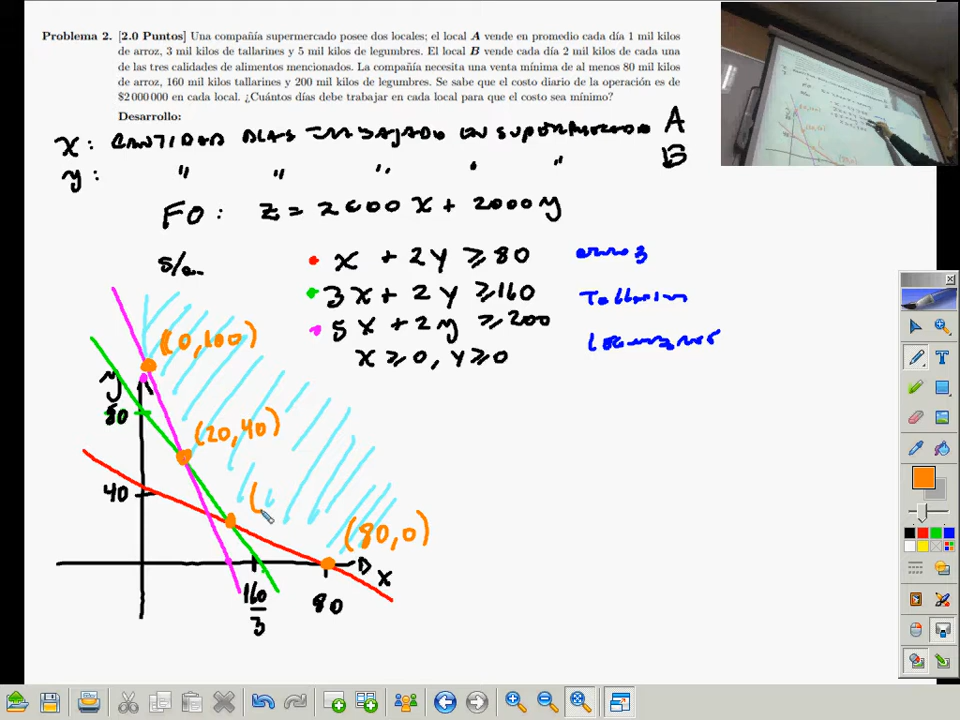 Problema 2. [2.0 Puntos] Una compañía supermercado posee dos locales; el local A vende en promedio cada día 1 mil kilos
de arroz, 3 mil kilos de tallarines y 5 mil kilos de legumbres. El local B vende cada día 2 mil kilos de cada una
de las tres calidades de alimentos mencionados. La compañía necesita una venta mínima de al menos 80 mil kilos
de arroz, 160 mil kilos tallarines y 200 mil kilos de legumbres. Se sabe que el costo diario de la operación es de
$2 000 000 en cada local. ¿Cuántos días debe trabajar en cada local para que el costo sea mínimo?
Desarrollo:
x: CANTIDAD DIAS TRABAJADO EN SUPERMERCADO A
y: " " " " " B
FO: Z = 2000x + 2000y
S/a
x + 2y ≥ 80 arroz
3x + 2y ≥ 160 Tallarin
5x + 2y ≥ 200 Legumbres
x ≥ 0, y ≥ 0
(0,100)
y
80
(20,40)
40
(
(80,0)
x
160/3
80